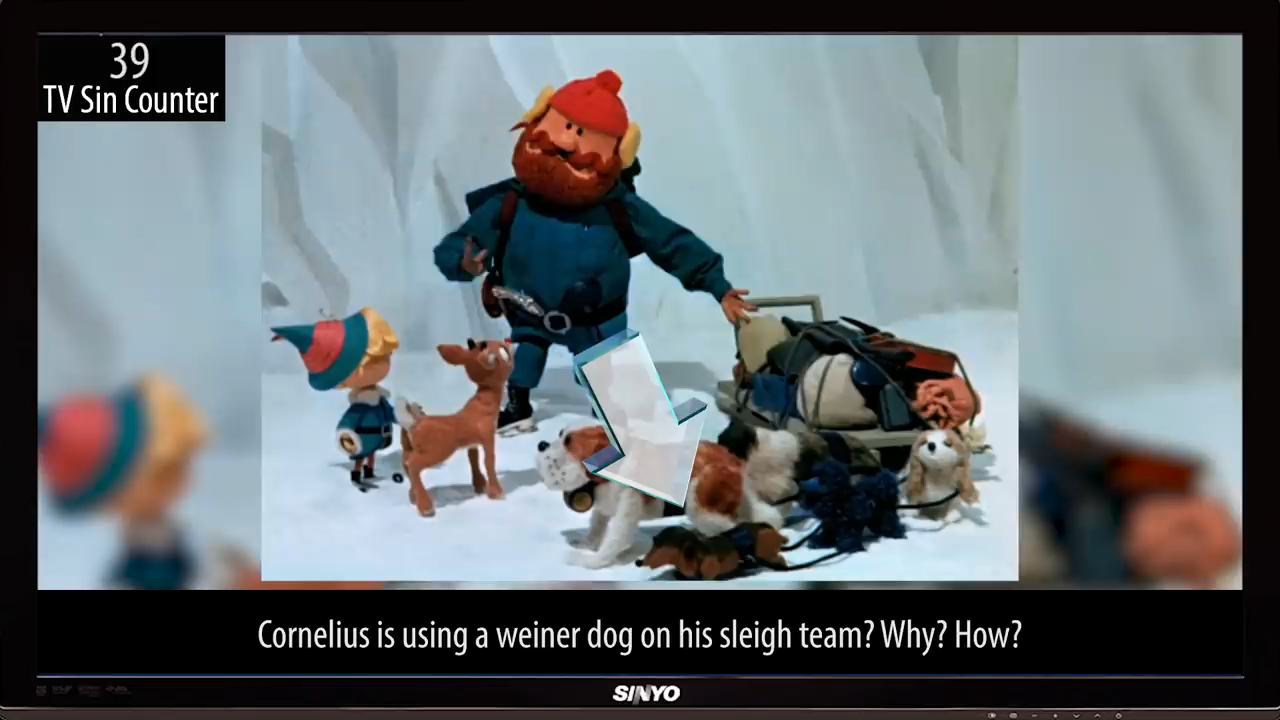 39
TV Sin Counter
Cornelius is using a weiner dog on his sleigh team? Why? How?
SINYO